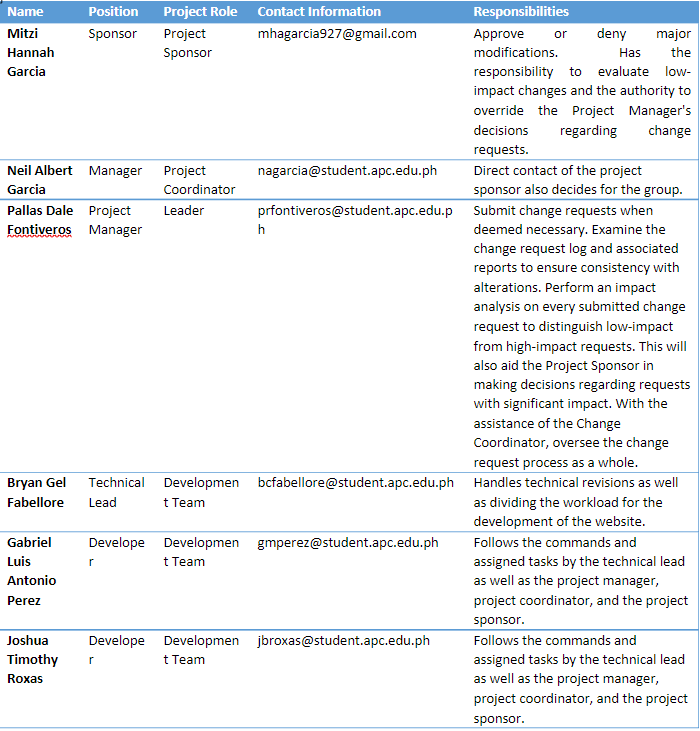 Name Position Project Role Contact Information Responsibilities
Mitzi Hannah Garcia
Sponsor
Project Sponsor
mhagarcia927@gmail.com
Approve or deny major
modifications. Has the
responsibility to evaluate low-
impact changes and the authority to
override the Project Manager's
decisions regarding change
requests.
Neil Albert
Garcia
Manager
Project
Coordinator
nagarcia@student.apc.edu.ph
Direct contact of the project
sponsor also decides for the group.
Pallas Dale
Fontiveros
Project
Manager
Leader
prfontiveros@student.apc.edu.p
h
Submit change requests when
deemed necessary. Examine the
change request log and associated
reports to ensure consistency with
alterations. Perform an impact
analysis on every submitted change
request to distinguish low-impact
from high-impact requests. This will
also aid the Project Sponsor in
making decisions regarding requests
with significant impact. With the
assistance of the Change
Coordinator, oversee the change
request process as a whole.
Bryan Gel
Fabellore
Technical
Lead
Developmen
t Team
bcfabellore@student.apc.edu.ph
Handles technical revisions as well
as dividing the workload for the
development of the website.
Gabriel
Luis
Antonio
Perez
Develope
r
Developmen
t Team
gmperez@student.apc.edu.ph
Follows the commands and
assigned tasks by the technical lead
as well as the project manager,
project coordinator, and the project
sponsor.
Joshua
Timothy
Roxas
Develope
r
Developmen
t Team
jbroxas@student.apc.edu.ph
Follows the commands and
assigned tasks by the technical lead
as well as the project manager,
project coordinator, and the project
sponsor.